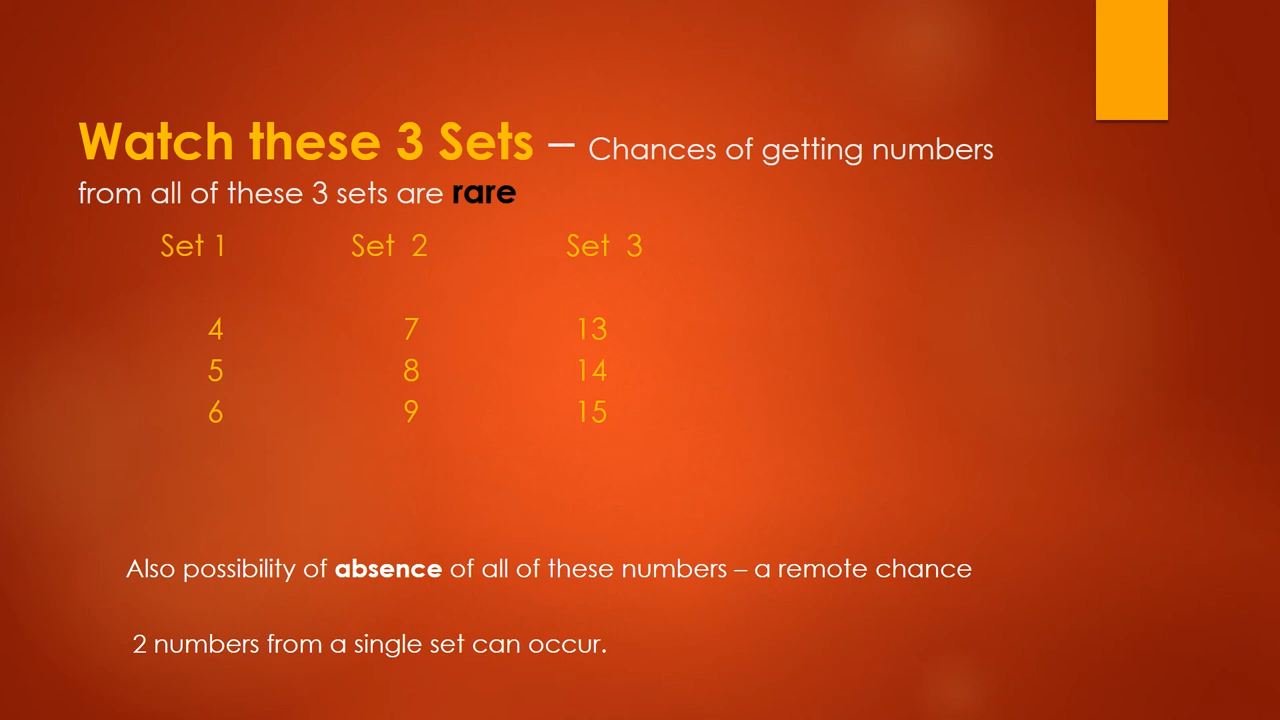 Watch these 3 Sets – Chances of getting numbers
from all of these 3 sets are rare
Set 1 Set 2 Set 3
4 7 13
5 8 14
6 9 15
Also possibility of absence of all of these numbers – a remote chance
2 numbers from a single set can occur.